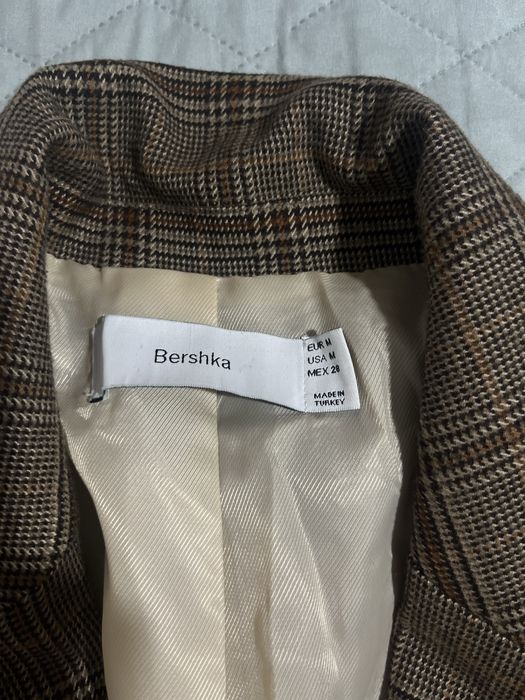 Bershka
EUR M
USA M
MEX 28
MADE IN
TURKEY